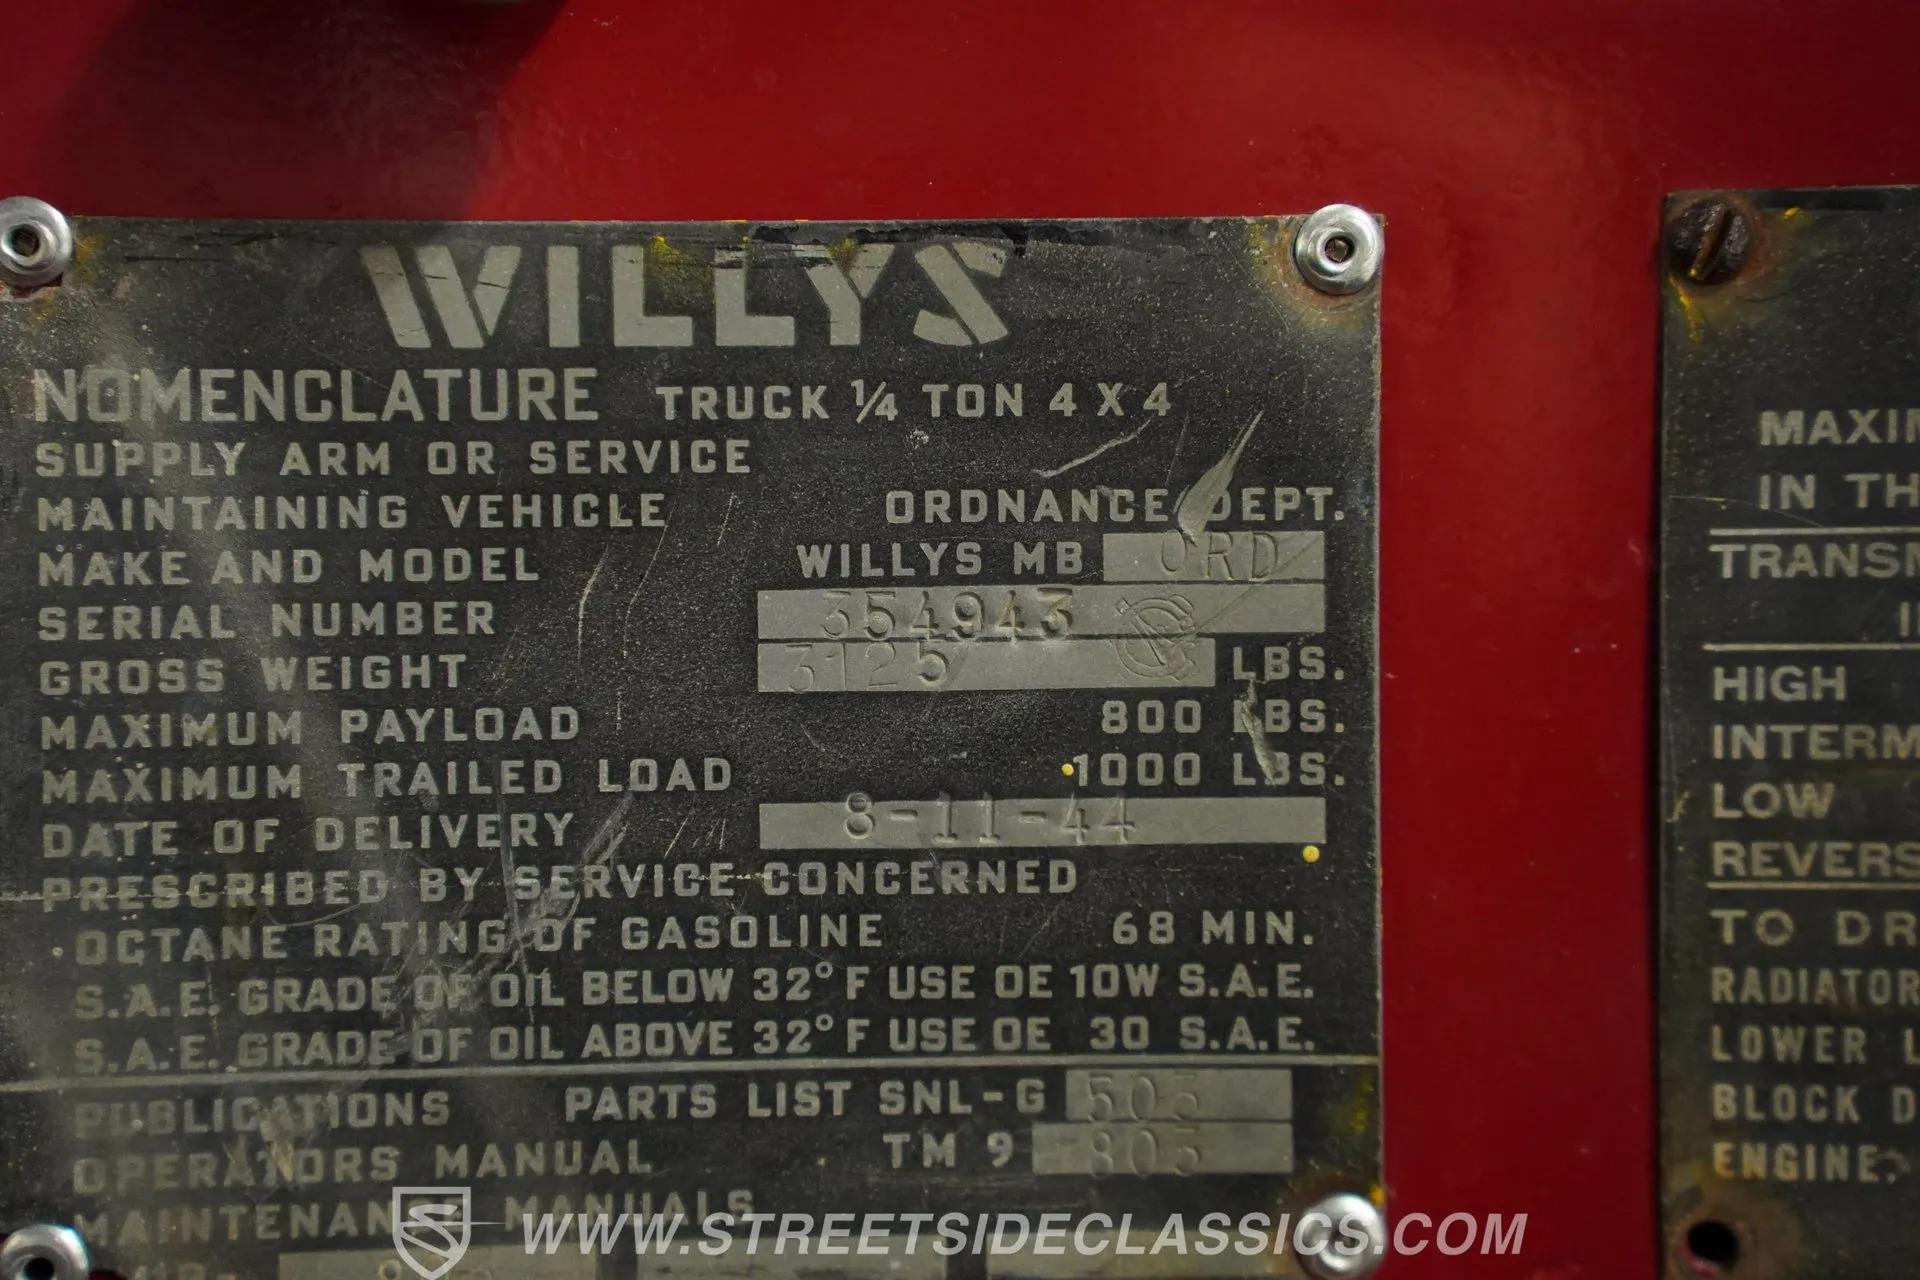 WILLYS
NOMENCLATURE TRUCK 1/4 TON 4 X 4
SUPPLY ARM OR SERVICE
MAINTAINING VEHICLE ORDNANCE DEPT.
MAKE AND MODEL WILLYS MB ORD
SERIAL NUMBER 354943
GROSS WEIGHT 3125 LBS.
MAXIMUM PAYLOAD 800 LBS.
MAXIMUM TRAILED LOAD 1000 LBS.
DATE OF DELIVERY 8-11-44
PRESCRIBED BY SERVICE CONCERNED
OCTANE RATING OF GASOLINE 68 MIN.
S.A.E. GRADE OF OIL BELOW 32° F USE OE 10W S.A.E.
S.A.E. GRADE OF OIL ABOVE 32° F USE OE 30 S.A.E.
PUBLICATIONS PARTS LIST SNL-G 503
OPERATORS MANUAL TM 9 803
MAINTENANCE MANUALS
WWW.STREETSIDECLASSICS.COM
MAXIM
IN TH
TRANSM
HIGH
INTERM
LOW
REVERS
TO DR
RADIATOR
LOWER L
BLOCK D
ENGINE